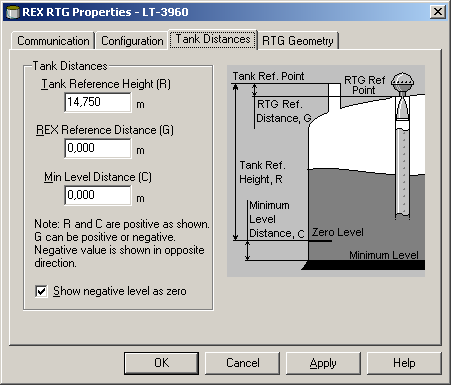 REX RTG Properties - LT-3960
Communication
Configuration
Tank Distances
RTG Geometry
Tank Distances
Tank Reference Height (R)
14,750 m
REX Reference Distance (G)
0,000 m
Min Level Distance (C)
0,000 m
Note: R and C are positive as shown.
G can be positive or negative.
Negative value is shown in opposite
direction.
Show negative level as zero
Tank Ref. Point
RTG Ref
Point
RTG Ref.
Distance, G
Tank Ref.
Height, R
Minimum
Level
Distance, C
Zero Level
Minimum Level
OK
Cancel
Apply
Help